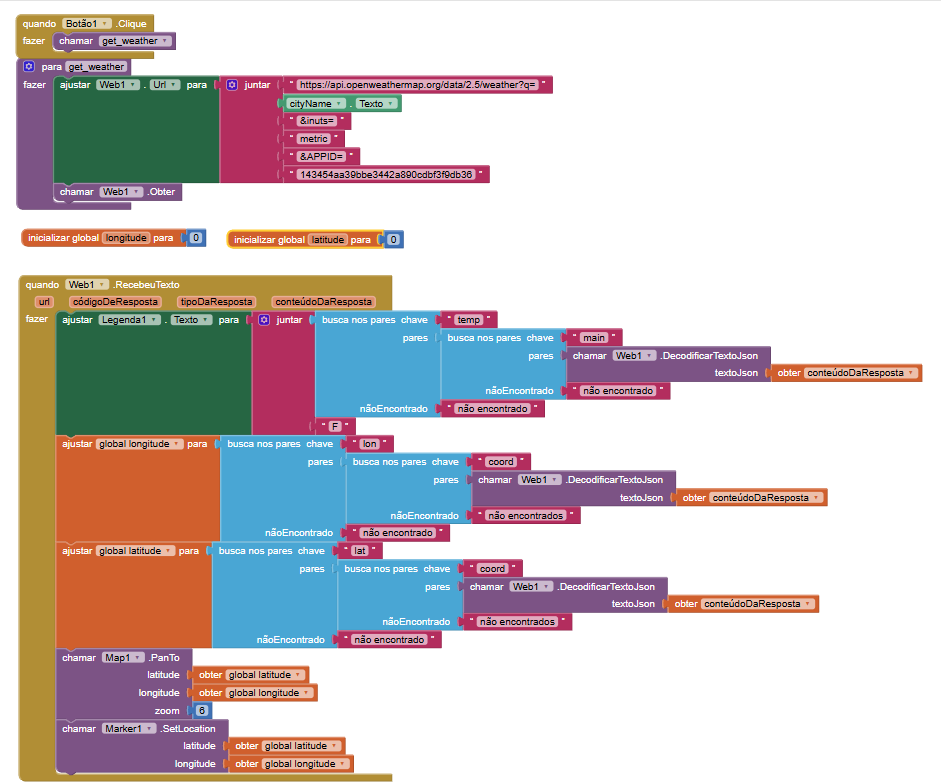 quando Botão1 .Clique
fazer chamar get_weather
para get_weather
fazer ajustar Web1 . Url para juntar " https://api.openweathermap.org/data/2.5/weather?q= "
cityName . Texto
" &inuts= "
" metric "
" &APPID= "
" 143454aa39bbe3442a890cdbf3f9db36 "
chamar Web1 .Obter
inicializar global longitude para 0
inicializar global latitude para 0
quando Web1 .RecebeuTexto
url códigoDeResposta tipoDaResposta conteúdoDaResposta
fazer ajustar Legenda1 . Texto para juntar busca nos pares chave " temp "
pares busca nos pares chave " main "
pares chamar Web1 .DecodificarTextoJson
textoJson obter conteúdoDaResposta
nãoEncontrado " não encontrado "
nãoEncontrado " não encontrado "
" F "
ajustar global longitude para busca nos pares chave " lon "
pares busca nos pares chave " coord "
pares chamar Web1 .DecodificarTextoJson
textoJson obter conteúdoDaResposta
nãoEncontrado " não encontrados "
nãoEncontrado " não encontrado "
ajustar global latitude para busca nos pares chave " lat "
pares busca nos pares chave " coord "
pares chamar Web1 .DecodificarTextoJson
textoJson obter conteúdoDaResposta
nãoEncontrado " não encontrados "
nãoEncontrado " não encontrado "
chamar Map1 .PanTo
latitude obter global latitude
longitude obter global longitude
zoom 6
chamar Marker1 .SetLocation
latitude obter global latitude
longitude obter global longitude